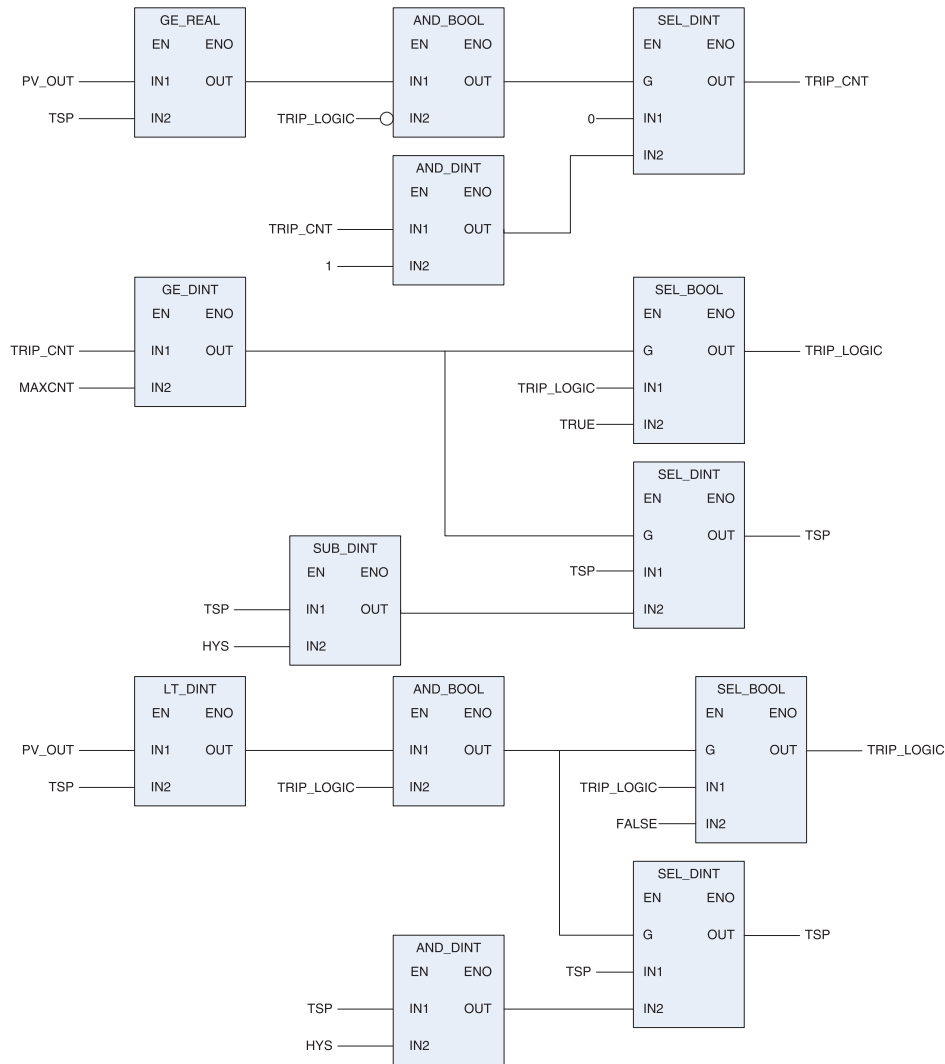 GE_REAL
EN ENO
PV_OUT IN1 OUT
TSP IN2
AND_BOOL
EN ENO
IN1 OUT
TRIP_LOGIC IN2
SEL_DINT
EN ENO
G OUT TRIP_CNT
0 IN1
IN2
AND_DINT
EN ENO
TRIP_CNT IN1 OUT
1 IN2
GE_DINT
EN ENO
TRIP_CNT IN1 OUT
MAXCNT IN2
SEL_BOOL
EN ENO
G OUT TRIP_LOGIC
TRIP_LOGIC IN1
TRUE IN2
SEL_DINT
EN ENO
G OUT TSP
TSP IN1
IN2
SUB_DINT
EN ENO
TSP IN1 OUT
HYS IN2
LT_DINT
EN ENO
PV_OUT IN1 OUT
TSP IN2
AND_BOOL
EN ENO
IN1 OUT
TRIP_LOGIC IN2
SEL_BOOL
EN ENO
G OUT TRIP_LOGIC
TRIP_LOGIC IN1
FALSE IN2
SEL_DINT
EN ENO
G OUT TSP
TSP IN1
IN2
AND_DINT
EN ENO
TSP IN1 OUT
HYS IN2